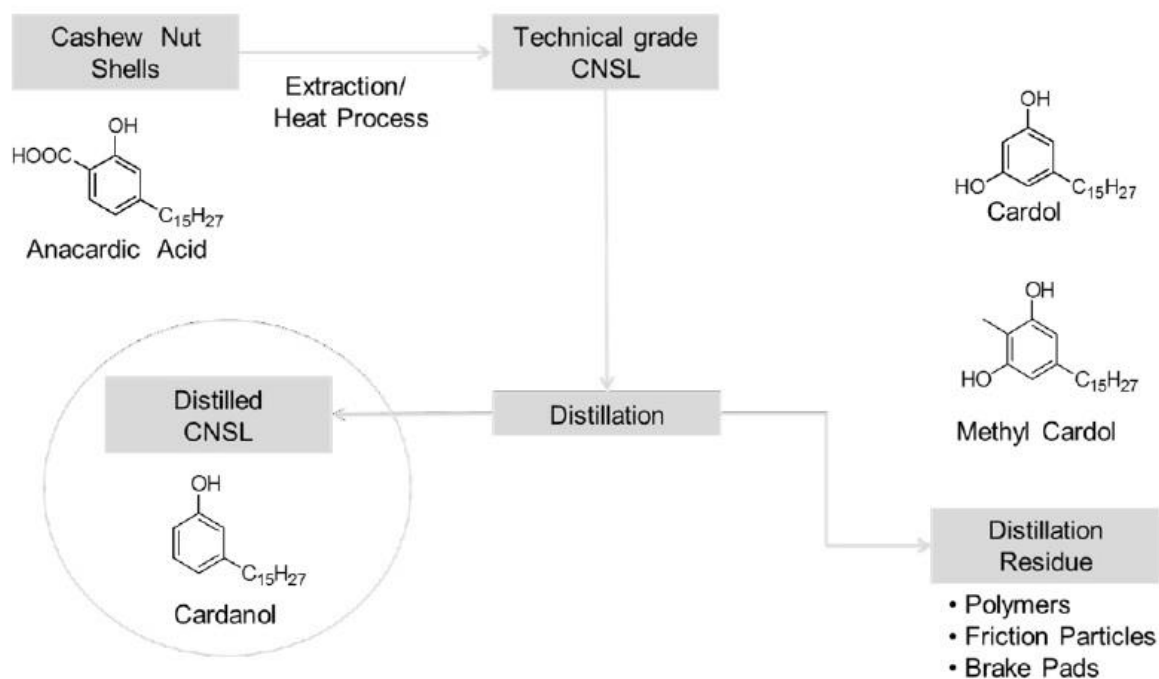 Cashew Nut
Shells
Extraction/
Heat Process
Technical grade
CNSL
OH
HOOC
C15H27
Anacardic Acid
OH
HO
C15H27
Cardol
OH
HO
C15H27
Methyl Cardol
Distilled
CNSL
OH
C15H27
Cardanol
Distillation
Distillation
Residue
• Polymers
• Friction Particles
• Brake Pads